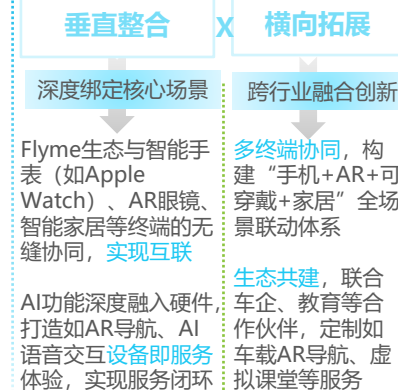 垂直整合 X 横向拓展
深度绑定核心场景
跨行业融合创新
Flyme生态与智能手
表（如Apple
Watch）、AR眼镜、
智能家居等终端的无
缝协同，实现互联
AI功能深度融入硬件，
打造如AR导航、AI
语音交互设备即服务
体验，实现服务闭环
多终端协同，构
建“手机+AR+可
穿戴+家居”全场
景联动体系
生态共建，联合
车企、教育等合
作伙伴，定制如
车载AR导航、虚
拟课堂等服务